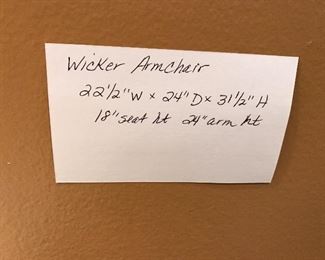 Wicker Armchair
22 1/2" W x 24" D x 31 1/2" H
18" seat ht 24" arm ht